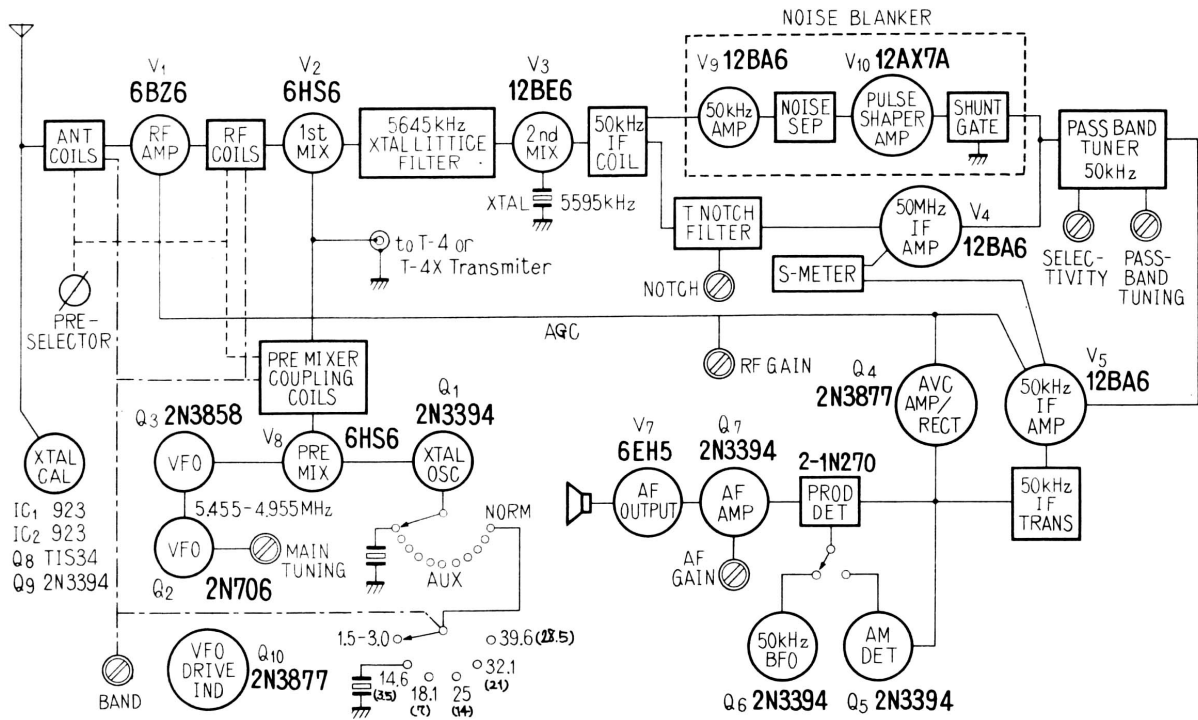 NOISE BLANKER
V1
6BZ6
RF AMP
V2
6HS6
1st MIX
V3
12BE6
2nd MIX
V9 12BA6
50kHz AMP
NOISE SEP
V10 12AX7A
PULSE SHAPER AMP
SHUNT GATE
ANT COILS
RF COILS
5645kHz
XTAL LITTICE
FILTER
50kHz IF COIL
PASS BAND
TUNER
50kHz
XTAL 5595kHz
T NOTCH
FILTER
50MHz IF AMP
V4
12BA6
to T-4 or
T-4X Transmiter
S-METER
NOTCH
SELEC-
TIVITY
PASS-
BAND
TUNING
PRE-
SELECTOR
AGC
RF GAIN
PRE MIXER
COUPLING
COILS
Q4
2N3877
AVC
AMP/
RECT
V5
12BA6
50kHz
IF
AMP
Q3 2N3858
VFO
V8
6HS6
PRE
MIX
Q1
2N3394
XTAL
OSC
V7
6EH5
AF
OUTPUT
Q7
2N3394
AF
AMP
2-1N270
PROD
DET
50kHz
IF
TRANS
XTAL
CAL
IC1 923
IC2 923
Q8 TIS34
Q9 2N3394
5.455-4.955MHz
VFO
Q2
2N706
MAIN
TUNING
NORM
AUX
AF
GAIN
50kHz
BFO
Q6 2N3394
AM
DET
Q5 2N3394
BAND
VFO
DRIVE
IND
Q10
2N3877
1.5-3.0
39.6 (28.5)
32.1
(21)
14.6
(3.5)
18.1
(7)
25
(14)